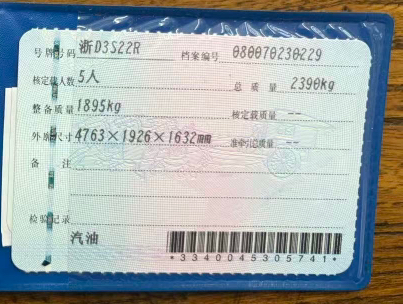 号牌号码 浙D3S22R 档案编号 080070230229
核定载人数 5人 总质量 2390kg
整备质量 1895kg 核定载质量 --
外廓尺寸 4763×1926×1632mm 准牵引总质量 --
备注
检验记录
汽油
*3340045305741*